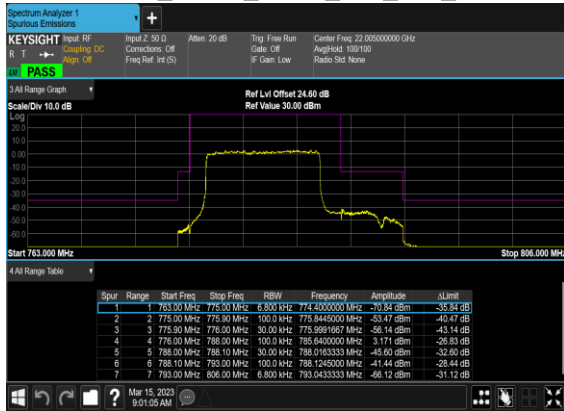 Spectrum Analyzer 1
Spurious Emissions
KEYSIGHT Input: RF Input Z: 50 Ω Atten: 20 dB Trig: Free Run Center Freq: 22.005000000 GHz
R T Coupling: DC Corrections: Off Gate: Off Avg|Hold: 100/100
Align: Off Freq Ref: Int (S) IF Gain: Low Radio Std: None
PASS
3 All Range Graph
Ref Lvl Offset 24.60 dB
Scale/Div 10.0 dB Ref Value 30.00 dBm
Log
20.0
10.0
0.00
-10.0
-20.0
-30.0
-40.0
-50.0
-60.0
Start 763.000 MHz Stop 806.000 MHz
4 All Range Table
Spur Range Start Freq Stop Freq RBW Frequency Amplitude ΔLimit
1 1 763.00 MHz 775.00 MHz 6.800 kHz 774.4000000 MHz -70.84 dBm -35.84 dB
2 2 775.00 MHz 775.90 MHz 100.0 kHz 775.8445000 MHz -53.47 dBm -40.47 dB
3 3 775.90 MHz 776.00 MHz 30.00 kHz 775.9991667 MHz -56.14 dBm -43.14 dB
4 4 776.00 MHz 788.00 MHz 100.0 kHz 785.6400000 MHz 3.171 dBm -26.83 dB
5 5 788.00 MHz 788.10 MHz 30.00 kHz 788.0163333 MHz -45.60 dBm -32.60 dB
6 6 788.10 MHz 793.00 MHz 100.0 kHz 788.1245000 MHz -41.44 dBm -28.44 dB
7 7 793.00 MHz 806.00 MHz 6.800 kHz 793.0433333 MHz -66.12 dBm -31.12 dB
Mar 15, 2023
9:01:05 AM